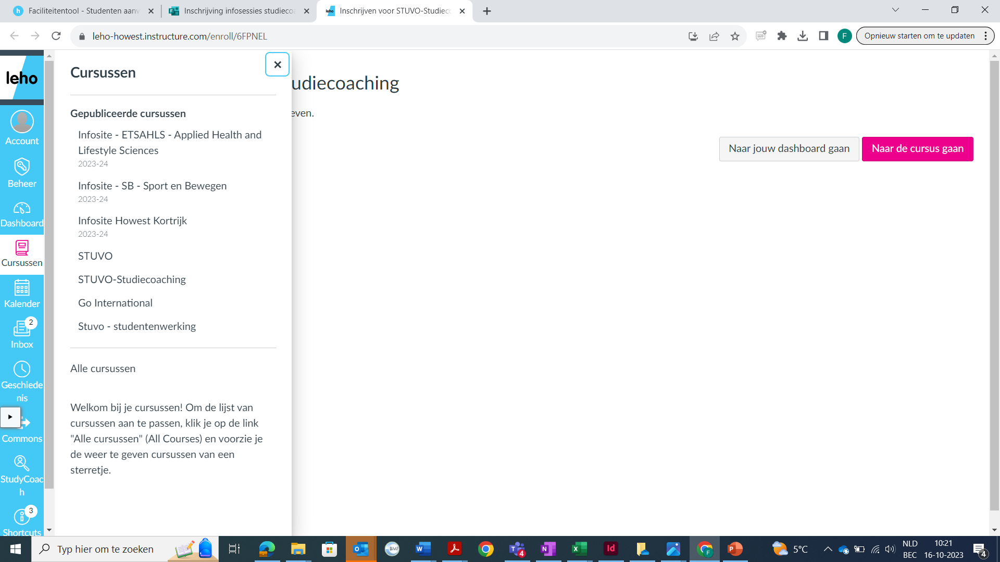 Faciliteitentool - Studenten aanv
Inschrijving infosessies studiecoa
leho
Inschrijven voor STUVO-Studieco
leho-howest.instructure.com/enroll/6FPNEL
F
Opnieuw starten om te updaten
leho
Account
Beheer
Dashboard
Cursussen
Kalender
2
Inbox
Geschiede
nis
Commons
StudyCoac
h
3
Shortcuts
Cursussen
Gepubliceerde cursussen
Infosite - ETSAHLS - Applied Health and
Lifestyle Sciences
2023-24
Infosite - SB - Sport en Bewegen
2023-24
Infosite Howest Kortrijk
2023-24
STUVO
STUVO-Studiecoaching
Go International
Stuvo - studentenwerking
Alle cursussen
Welkom bij je cursussen! Om de lijst van
cursussen aan te passen, klik je op de link
"Alle cursussen" (All Courses) en voorzie je
de weer te geven cursussen van een
sterretje.
udiecoaching
even.
Naar jouw dashboard gaan
Naar de cursus gaan
Typ hier om te zoeken
BMF
4
5°C
NLD
BEC
10:21
16-10-2023
4